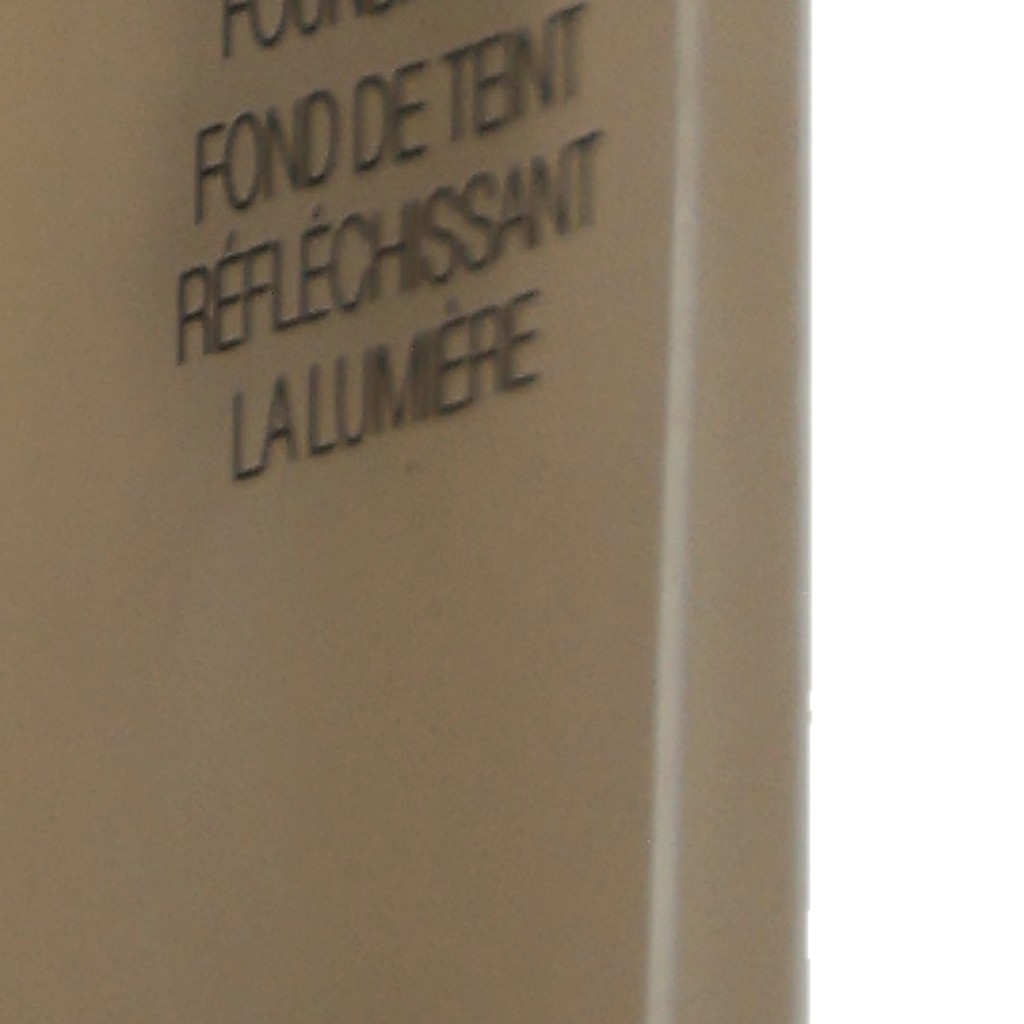 FOND DE TEINT
RÉFLÉCHISSANT
LA LUMIÈRE